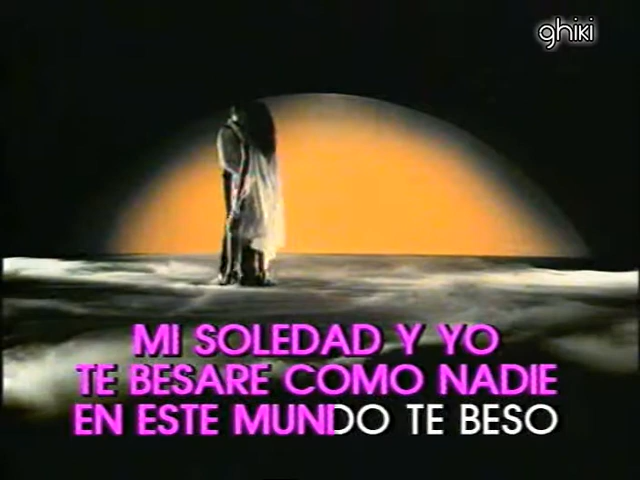 ghiki
MI SOLEDAD Y YO
TE BESARE COMO NADIE
EN ESTE MUNDO TE BESO